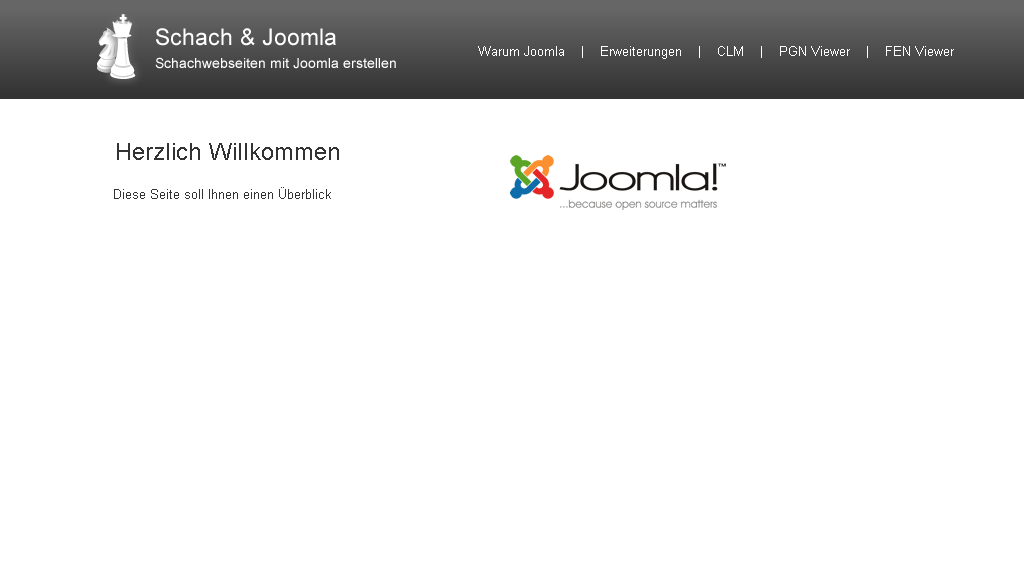 Schach & Joomla
Schachwebseiten mit Joomla erstellen
Warum Joomla | Erweiterungen | CLM | PGN Viewer | FEN Viewer
Herzlich Willkommen
Diese Seite soll Ihnen einen Überblick
Joomla!™
...because open source matters